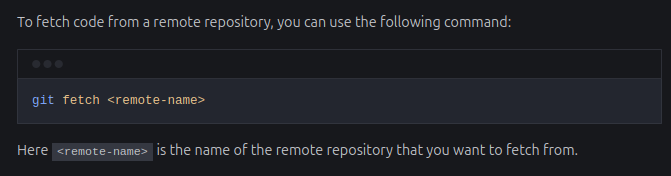 To fetch code from a remote repository, you can use the following command:
git fetch <remote-name>
Here <remote-name> is the name of the remote repository that you want to fetch from.